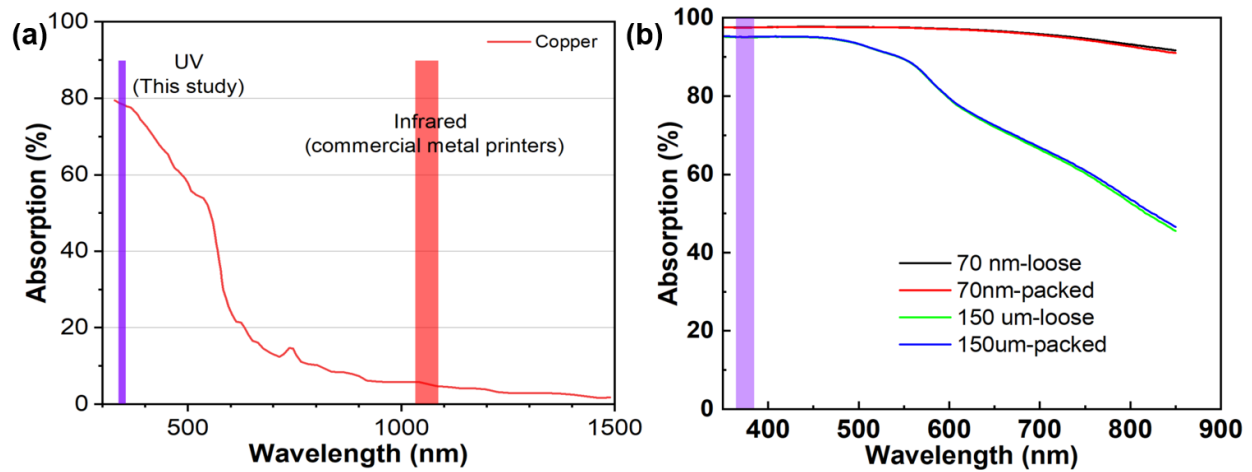 (a)
100
80
60
40
20
0
Absorption (%)
Copper
UV
(This study)
Infrared
(commercial metal printers)
500
1000
1500
Wavelength (nm)
(b)
100
80
60
40
20
0
Absorption (%)
70 nm-loose
70nm-packed
150 um-loose
150um-packed
400
500
600
700
800
900
Wavelength (nm)